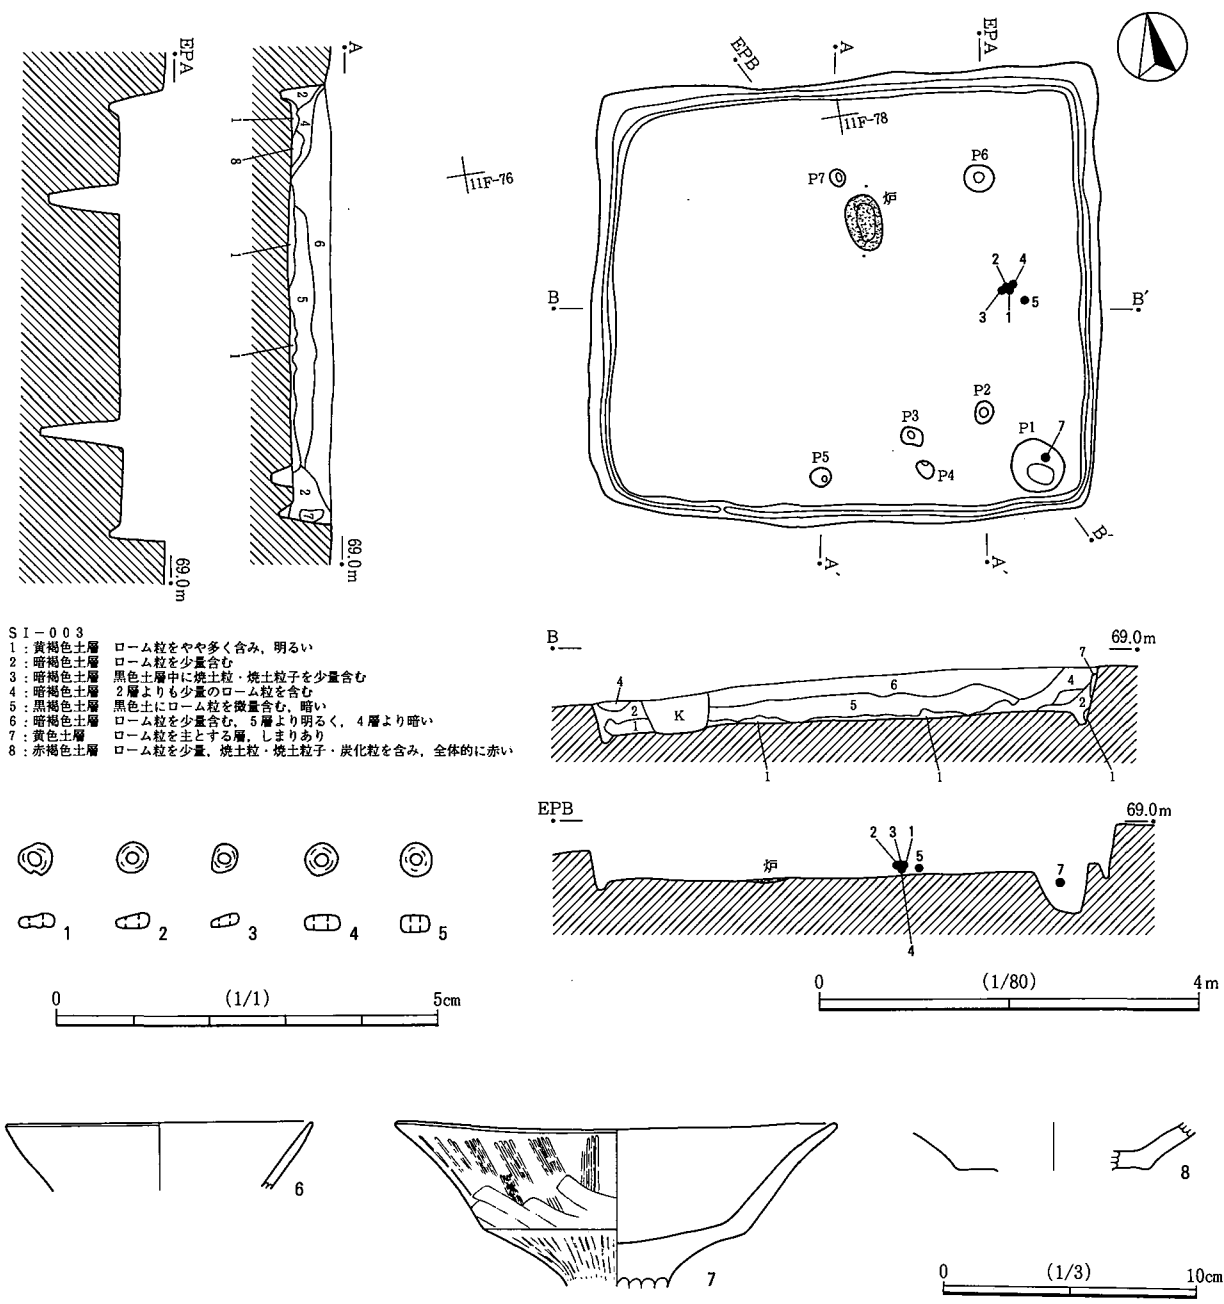 EPA
A
EPB
A
EPA
2
4
1
8
6
1
5
1
2
7
69.0m
69.0m
11F-76
11F-78
P7
P6
炉
2 4
3 1 5
B
B′
P2
P3
P1
7
P5
P4
A′
A′
B′
SI-003
1：黄褐色土層 ローム粒をやや多く含み，明るい
2：暗褐色土層 ローム粒を少量含む
3：暗褐色土層 黒色土層中に焼土粒・焼土粒子を少量含む
4：暗褐色土層 2層よりも少量のローム粒を含む
5：黒褐色土層 黒色土にローム粒を微量含む，暗い
6：暗褐色土層 ローム粒を少量含む，5層より明るく，4層より暗い
7：黄色土層 ローム粒を主とする層，しまりあり
8：赤褐色土層 ローム粒を少量，焼土粒・焼土粒子・炭化粒を含み，全体的に赤い
B
69.0m
4
2
1
K
6
5
7
4
2
1
1
1
EPB
69.0m
炉
2 3 1
5
4
7
1
2
3
4
5
0 (1/1) 5cm
0 (1/80) 4m
6
7
8
0 (1/3) 10cm